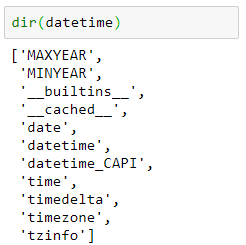 dir(datetime)
['MAXYEAR',
 'MINYEAR',
 '__builtins__',
 '__cached__',
 'date',
 'datetime',
 'datetime_CAPI',
 'time',
 'timedelta',
 'timezone',
 'tzinfo']